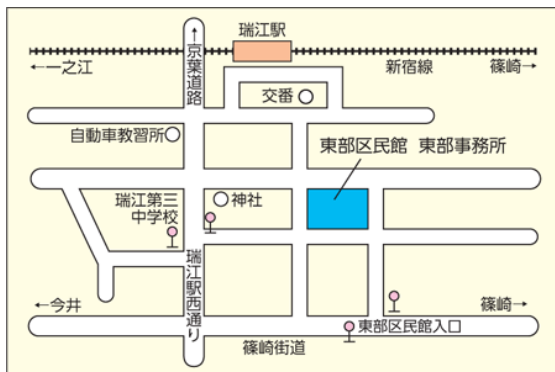 瑞江駅
←京葉道路
←一之江
新宿線
篠崎→
交番
自動車教習所
東部区民館 東部事務所
瑞江第三
中学校
神社
瑞江駅西通り
←今井
篠崎→
東部区民館入口
篠崎街道